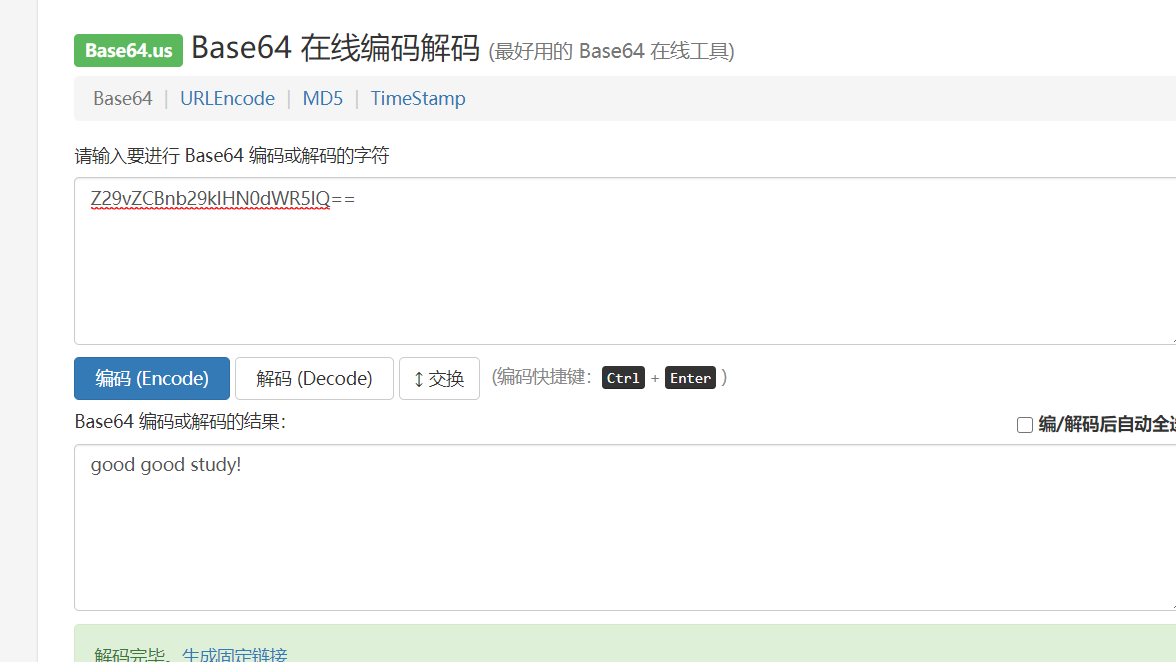 Base64.us Base64 在线编码解码 (最好用的 Base64 在线工具)
Base64 | URLEncode | MD5 | TimeStamp
请输入要进行 Base64 编码或解码的字符
Z29vZCBnb29kIHN0dWR5IQ==
编码 (Encode) 解码 (Decode) ↕ 交换 (编码快捷键: Ctrl + Enter )
Base64 编码或解码的结果: 编/解码后自动全
good good study!
解码完毕。 生成固定链接